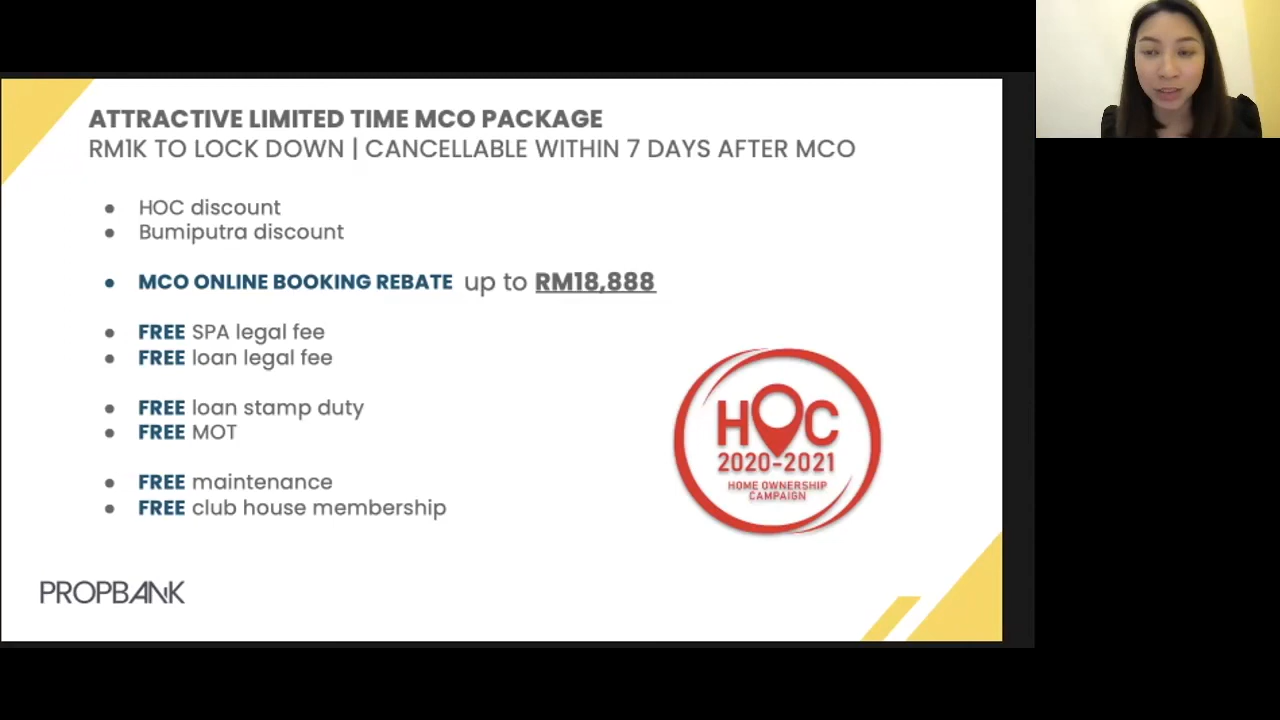 ATTRACTIVE LIMITED TIME MCO PACKAGE
RM1K TO LOCK DOWN | CANCELLABLE WITHIN 7 DAYS AFTER MCO
● HOC discount
● Bumiputra discount
● MCO ONLINE BOOKING REBATE up to RM18,888
● FREE SPA legal fee
● FREE loan legal fee
● FREE loan stamp duty
● FREE MOT
● FREE maintenance
● FREE club house membership
HOC
2020-2021
HOME OWNERSHIP
CAMPAIGN
PROPBANK